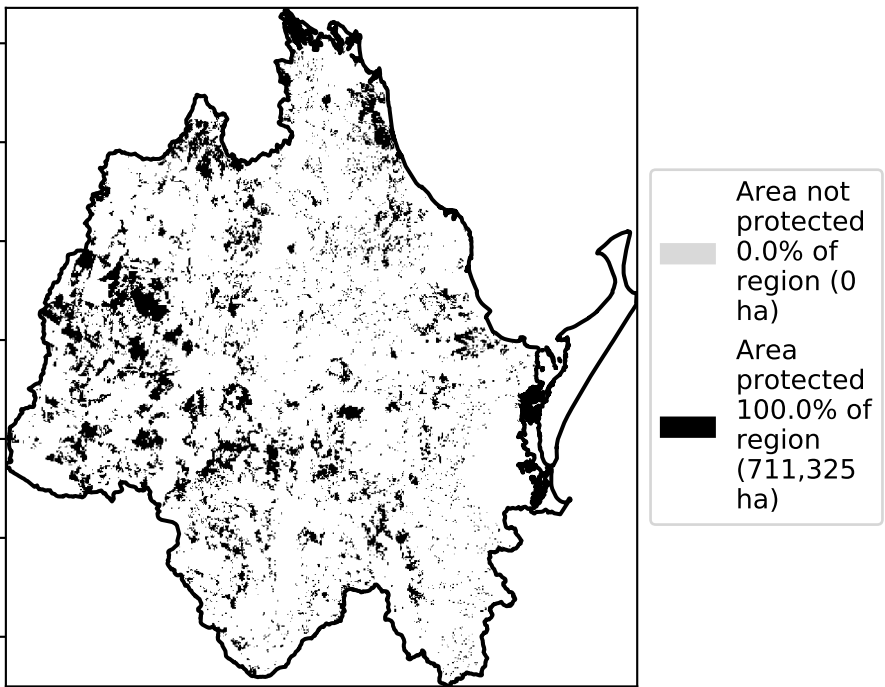 Area not
protected
0.0% of
region (0
ha)
Area
protected
100.0% of
region
(711,325
ha)